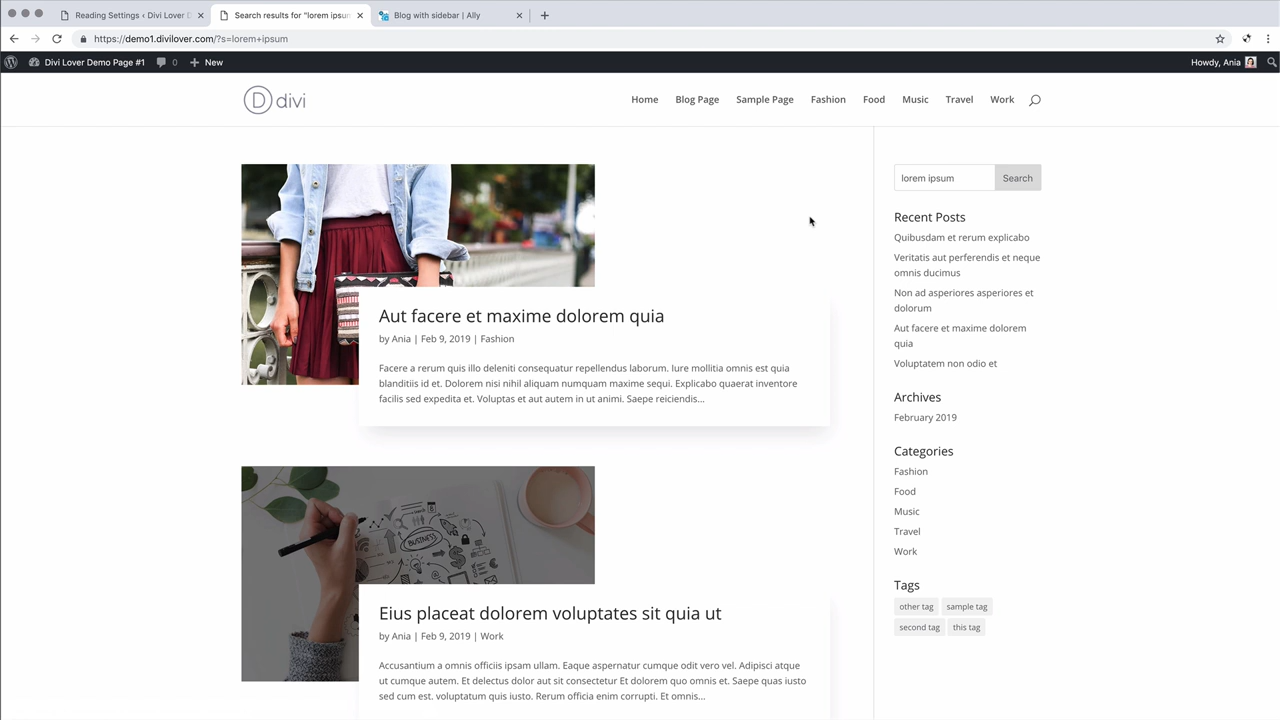 Reading Settings ‹ Divi Lover D
Search results for "lorem ipsum
Blog with sidebar | Ally
https://demo1.divilover.com/?s=lorem+ipsum
Divi Lover Demo Page #1 0 New Howdy, Ania
D divi
Home Blog Page Sample Page Fashion Food Music Travel Work
lorem ipsum Search
Aut facere et maxime dolorem quia
by Ania | Feb 9, 2019 | Fashion
Facere a rerum quis illo deleniti consequatur repellendus laborum. Iure mollitia omnis est quia
blanditiis id et. Dolorem nisi nihil aliquam numquam maxime sequi. Explicabo quaerat inventore
facilis sed expedita et. Voluptas et aut autem in ut animi. Saepe reiciendis...
BUSINESS
Eius placeat dolorem voluptates sit quia ut
by Ania | Feb 9, 2019 | Work
Accusantium a omnis officiis ipsam ullam. Eaque aspernatur cumque odit vero vel. Adipisci atque
ut cumque autem. Et delectus dolor aut sit consectetur Et dolorem quo omnis et. Saepe quas iusto
sed cum est. voluptatum quis iusto. Rerum officia enim corrupti. Et omnis...
Recent Posts
Quibusdam et rerum explicabo
Veritatis aut perferendis et neque
omnis ducimus
Non ad asperiores asperiores et
dolorum
Aut facere et maxime dolorem
quia
Voluptatem non odio et
Archives
February 2019
Categories
Fashion
Food
Music
Travel
Work
Tags
other tag sample tag
second tag this tag